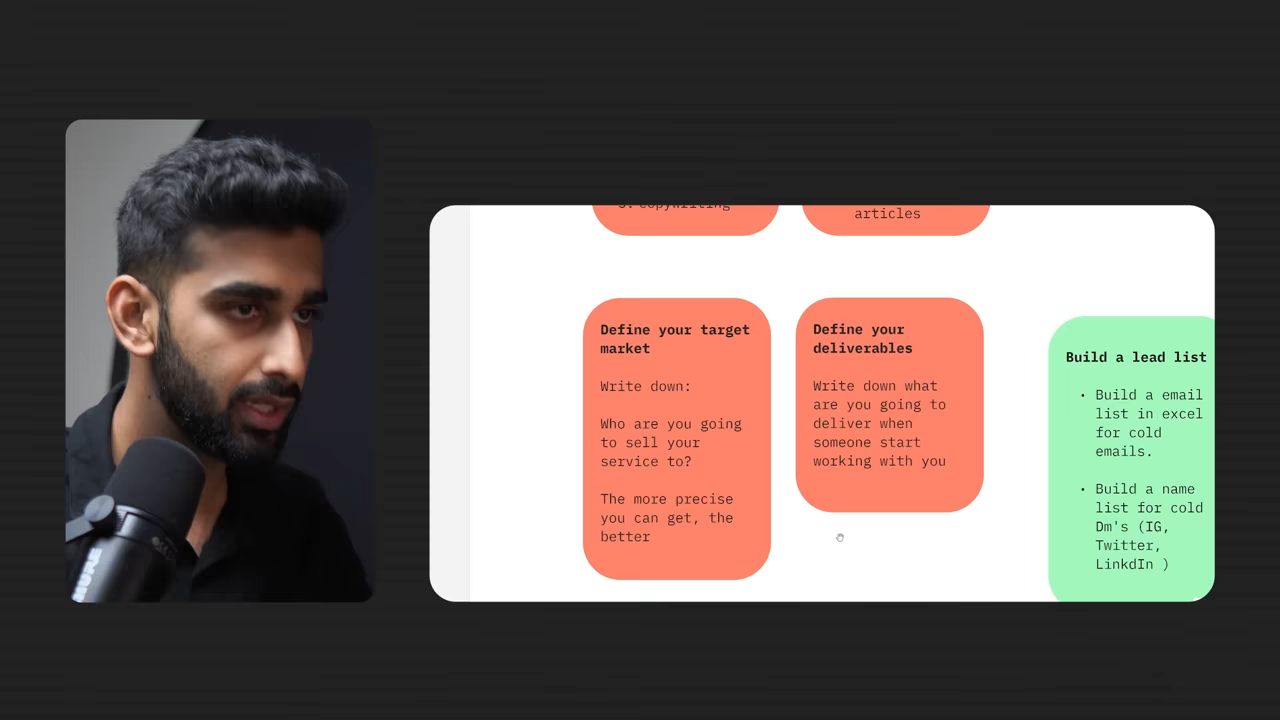 3. copywriting
articles
Define your target
market
Write down:
Who are you going
to sell your
service to?
The more precise
you can get, the
better
Define your
deliverables
Write down what
are you going to
deliver when
someone start
working with you
Build a lead list
• Build a email
list in excel
for cold
emails.
• Build a name
list for cold
Dm's (IG,
Twitter,
LinkdIn )